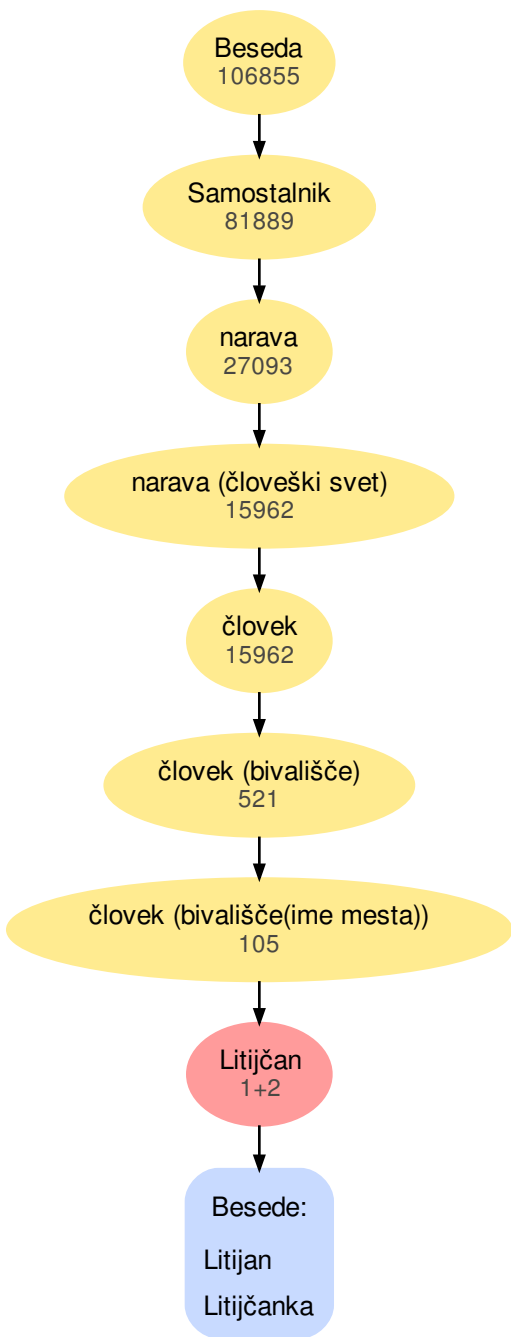 Beseda
106855
Samostalnik
81889
narava
27093
narava (človeški svet)
15962
človek
15962
človek (bivališče)
521
človek (bivališče(ime mesta))
105
Litijčan
1+2
Besede:
Litijan
Litijčanka